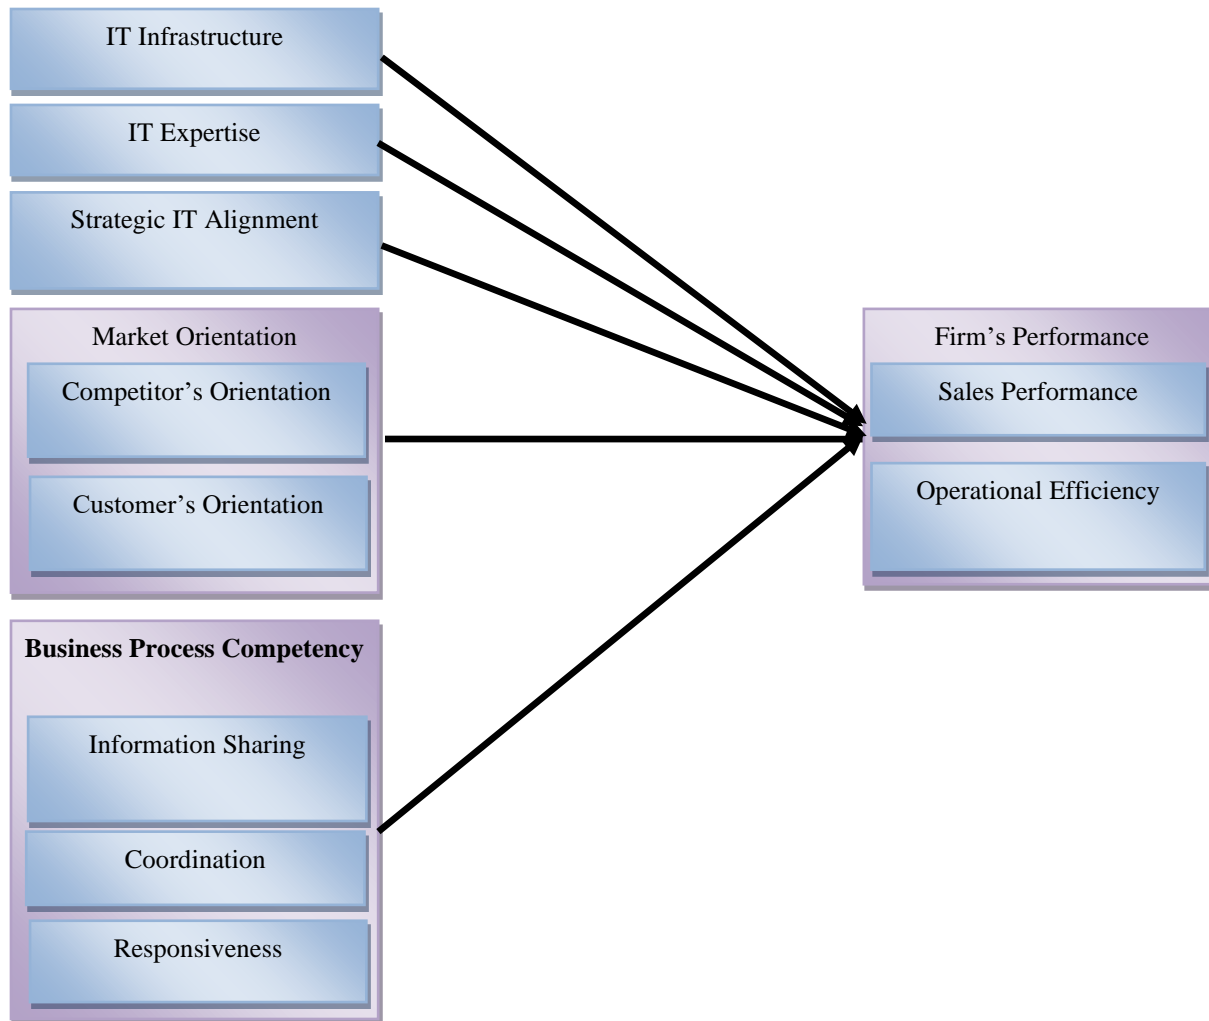 IT Infrastructure
IT Expertise
Strategic IT Alignment
Market Orientation
Competitor’s Orientation
Customer’s Orientation
Business Process Competency
Information Sharing
Coordination
Responsiveness
Firm’s Performance
Sales Performance
Operational Efficiency